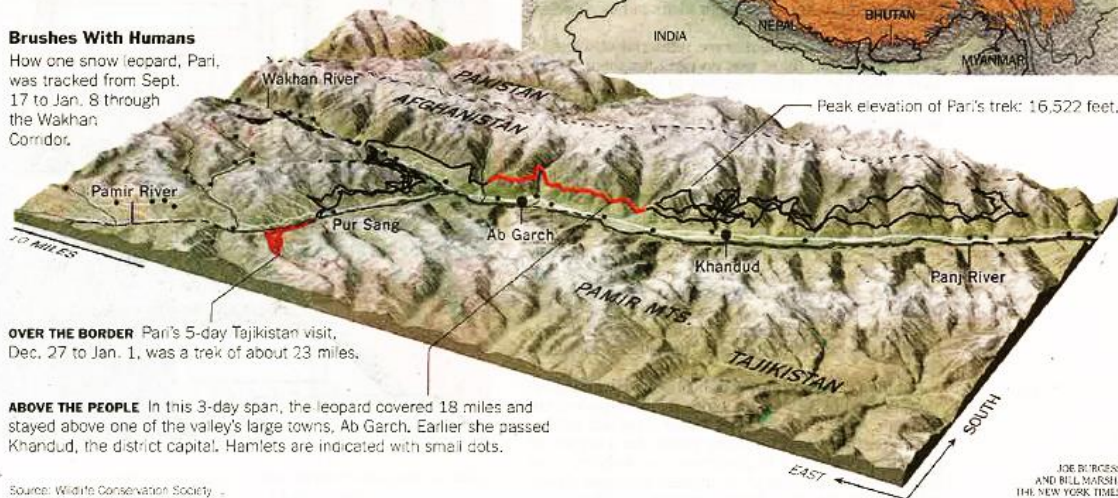 Brushes With Humans
How one snow leopard, Pari,
was tracked from Sept.
17 to Jan. 8 through
the Wakhan
Corridor.
INDIA
NEPAL
BHUTAN
MYANMAR
Wakhan River
PAKISTAN
AFGHANISTAN
Peak elevation of Pari's trek: 16,522 feet.
Pamir River
Pur Sang
Ab Garch
Khandud
Panj River
10 MILES
PAMIR MTS.
TAJIKISTAN
OVER THE BORDER Pari's 5-day Tajikistan visit,
Dec. 27 to Jan. 1, was a trek of about 23 miles.
ABOVE THE PEOPLE In this 3-day span, the leopard covered 18 miles and
stayed above one of the valley's large towns, Ab Garch. Earlier she passed
Khandud, the district capital. Hamlets are indicated with small dots.
SOUTH
EAST
Source: Wildlife Conservation Society
JOE BURGES
AND BILL MARSH
THE NEW YORK TIMES